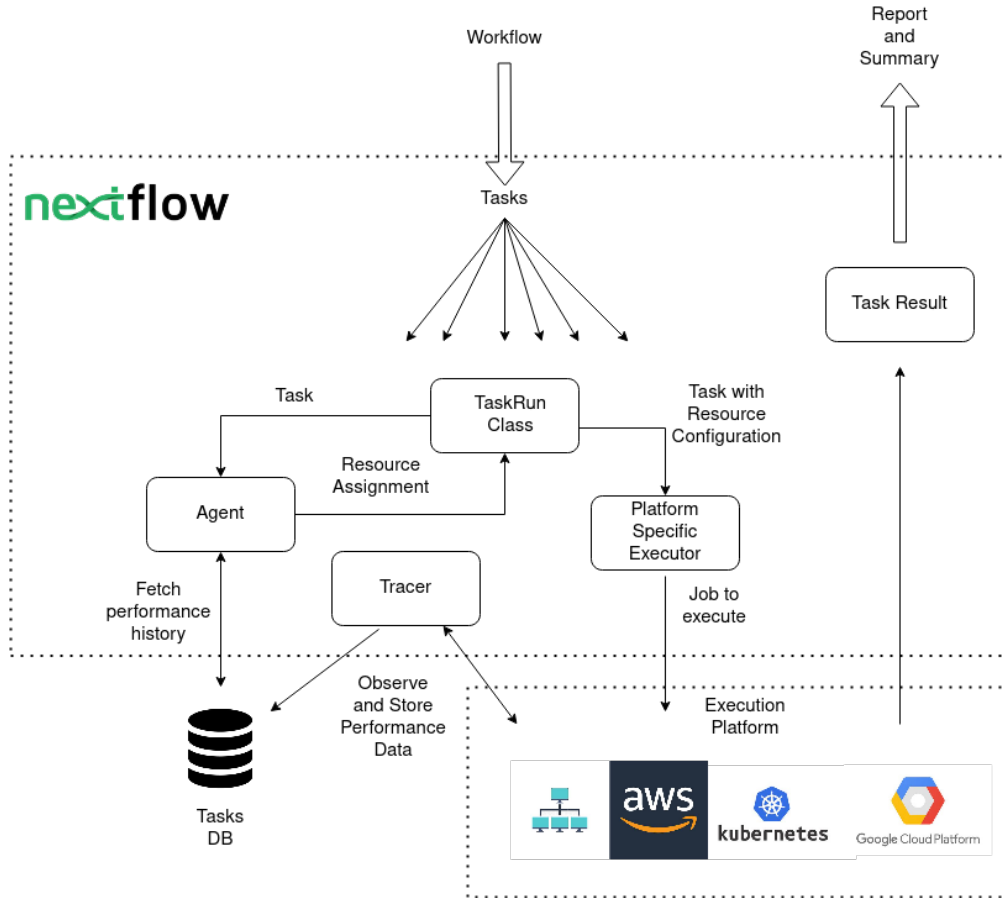 Workflow
Report
and
Summary
nextflow
Tasks
Task Result
Task
TaskRun
Class
Task with
Resource
Configuration
Resource
Assignment
Agent
Platform
Specific
Executor
Tracer
Fetch
performance
history
Job to
execute
Observe
and Store
Performance
Data
Execution
Platform
Tasks
DB
aws
kubernetes
Google Cloud Platform